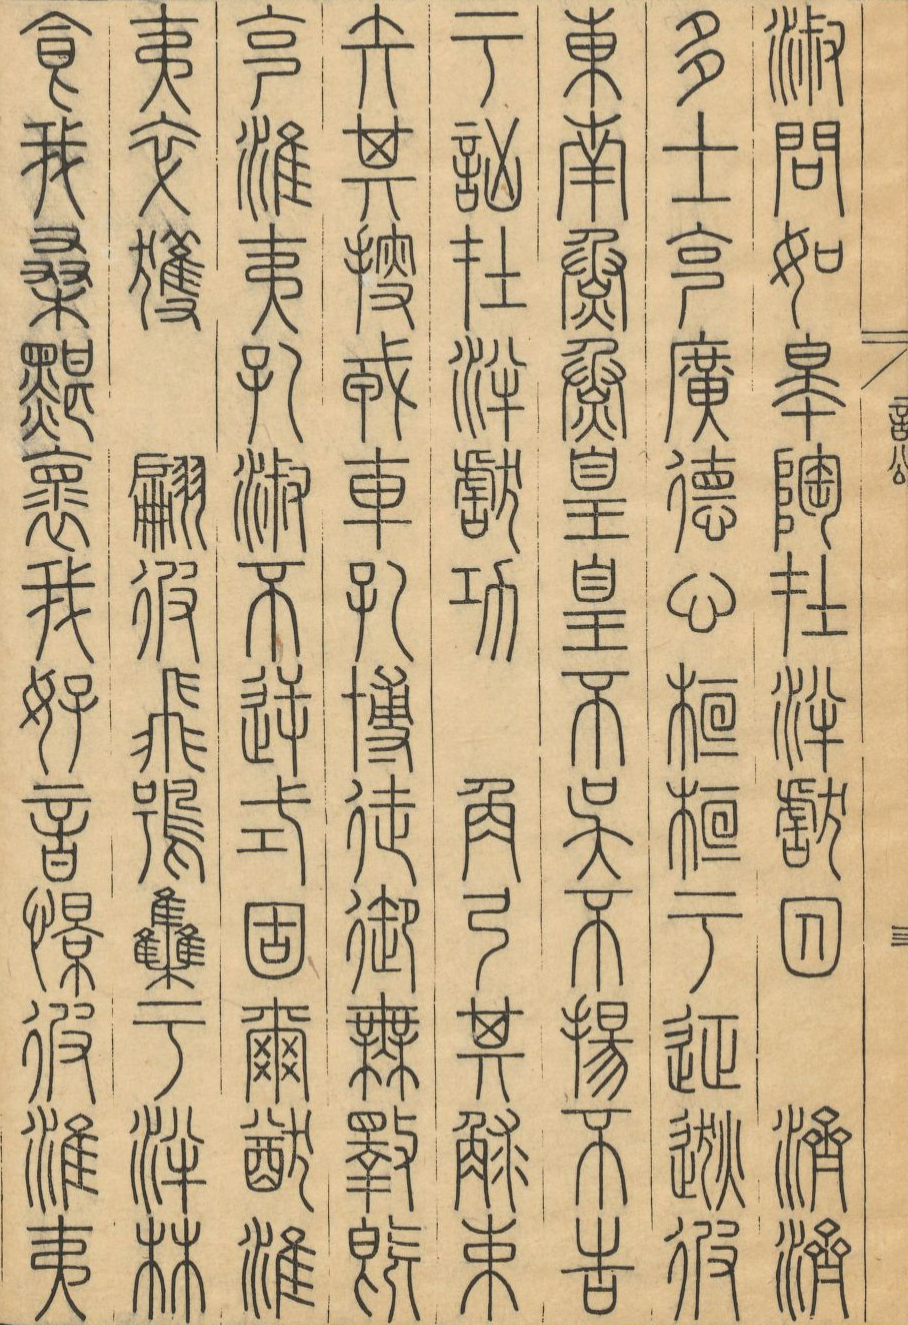 淑問如皐陶在泮獻囚　濟濟
多士克廣德心桓桓于征逖彼
東南烝烝皇皇不吳不揚不告
于訩在泮獻功　角弓其觩束
矢其搜戎車孔博徒御無斁既
克淮夷孔淑不逆式固爾猷淮
夷卒獲　翩彼飛鴞集于泮林
食我桑黮懷我好音憬彼淮夷